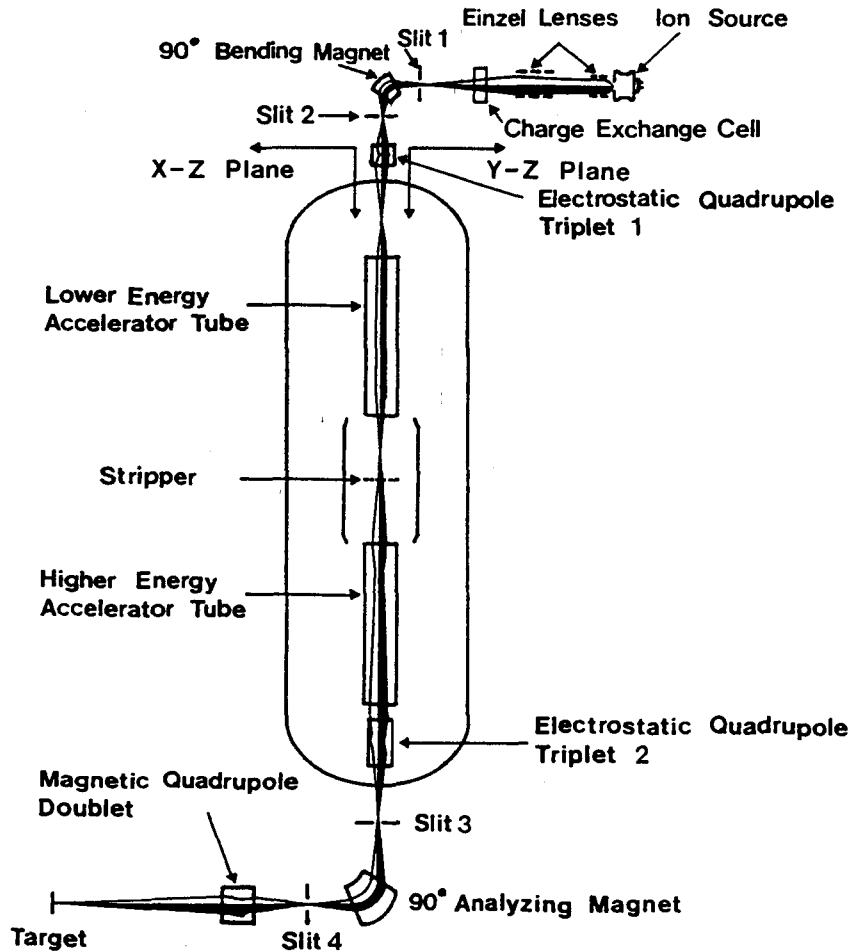 Einzel Lenses
Ion Source
Slit 1
90° Bending Magnet
Slit 2
Charge Exchange Cell
X-Z Plane
Y-Z Plane
Electrostatic Quadrupole
Triplet 1
Lower Energy
Accelerator Tube
Stripper
Higher Energy
Accelerator Tube
Electrostatic Quadrupole
Triplet 2
Magnetic Quadrupole
Doublet
Slit 3
90° Analyzing Magnet
Target
Slit 4